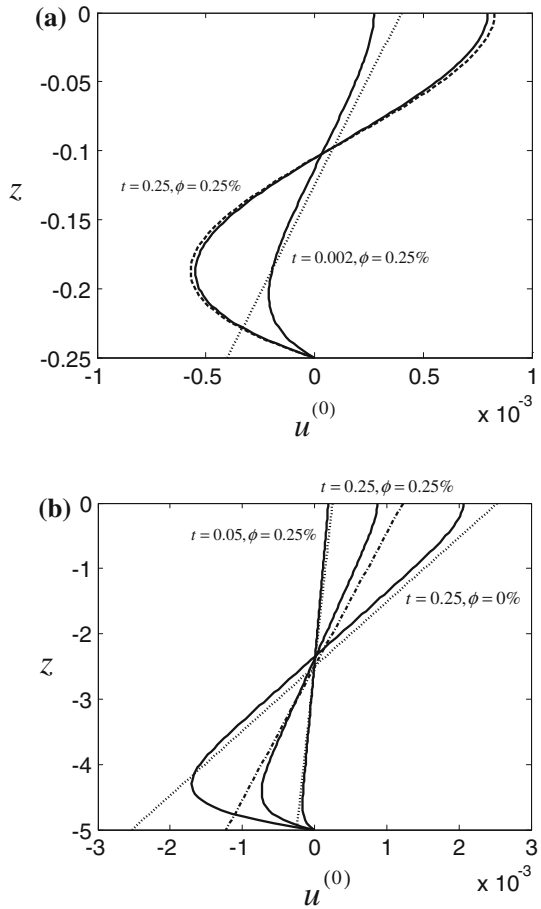 (a)
0
-0.05
-0.1
-0.15
-0.2
-0.25
z
t = 0.25, ϕ = 0.25%
t = 0.002, ϕ = 0.25%
-1 -0.5 0 0.5 1
x 10⁻³
u⁽⁰⁾
(b)
0
-1
-2
-3
-4
-5
z
t = 0.25, ϕ = 0.25%
t = 0.05, ϕ = 0.25%
t = 0.25, ϕ = 0%
-3 -2 -1 0 1 2 3
x 10⁻³
u⁽⁰⁾